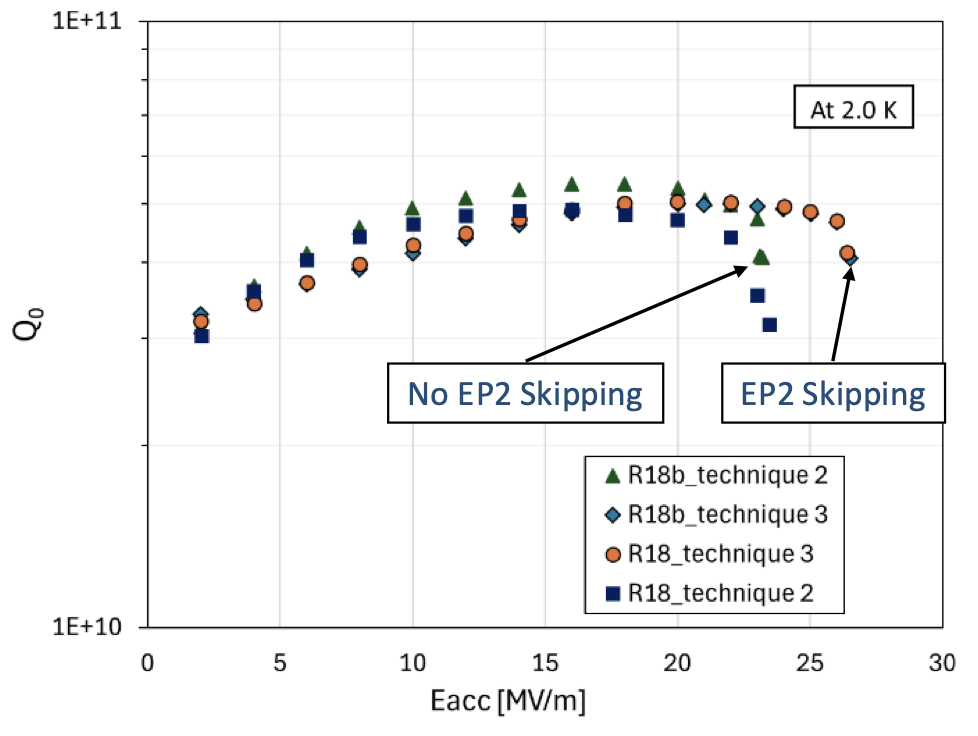 1E+11
At 2.0 K
Q0
No EP2 Skipping
EP2 Skipping
R18b_technique 2
R18b_technique 3
R18_technique 3
R18_technique 2
1E+10
0 5 10 15 20 25 30
Eacc [MV/m]